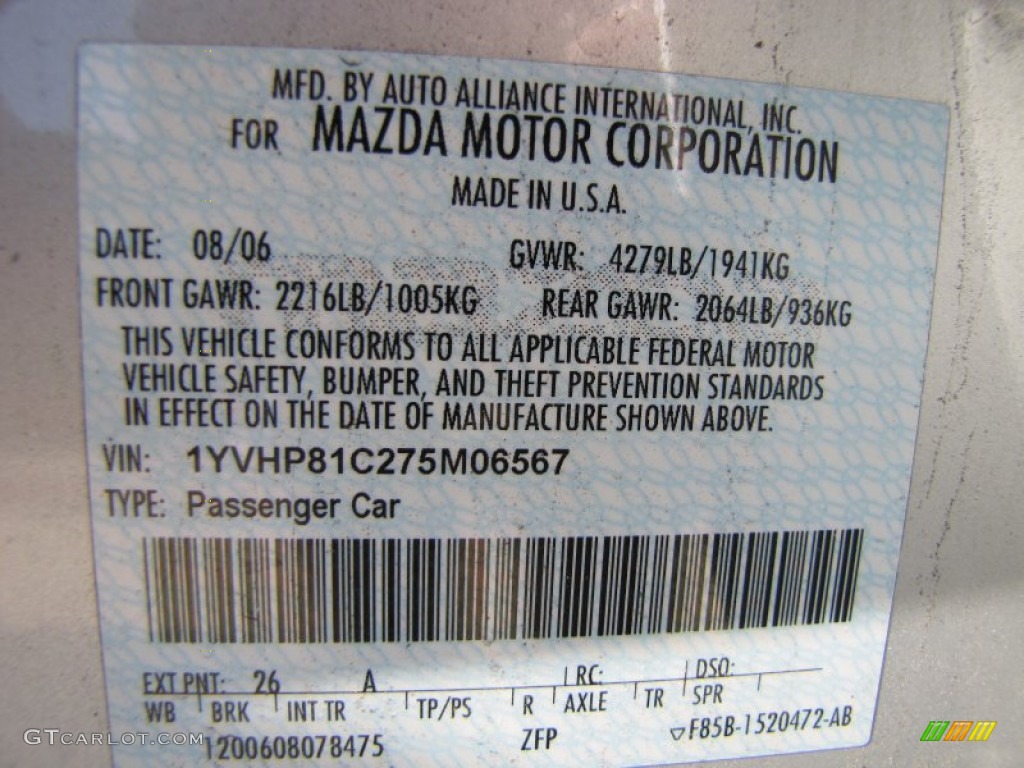 MFD. BY AUTO ALLIANCE INTERNATIONAL, INC.
FOR MAZDA MOTOR CORPORATION
MADE IN U.S.A.
DATE: 08/06 GVWR: 4279LB/1941KG
FRONT GAWR: 2216LB/1005KG REAR GAWR: 2064LB/936KG
THIS VEHICLE CONFORMS TO ALL APPLICABLE FEDERAL MOTOR
VEHICLE SAFETY, BUMPER, AND THEFT PREVENTION STANDARDS
IN EFFECT ON THE DATE OF MANUFACTURE SHOWN ABOVE.
VIN: 1YVHP81C275M06567
TYPE: Passenger Car
EXT PNT: 26 A RC: DSO:
WB BRK INT TR TP/PS R AXLE TR SPR
1200608078475 ZFP ▽F85B-1520472-AB
GTCARLOT.COM